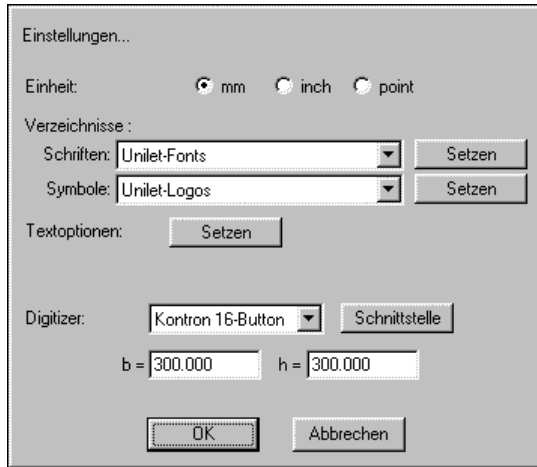 Einstellungen...
Einheit: mm inch point
Verzeichnisse :
Schriften: Unilet-Fonts Setzen
Symbole: Unilet-Logos Setzen
Textoptionen: Setzen
Digitizer: Kontron 16-Button Schnittstelle
b = 300.000 h = 300.000
OK Abbrechen